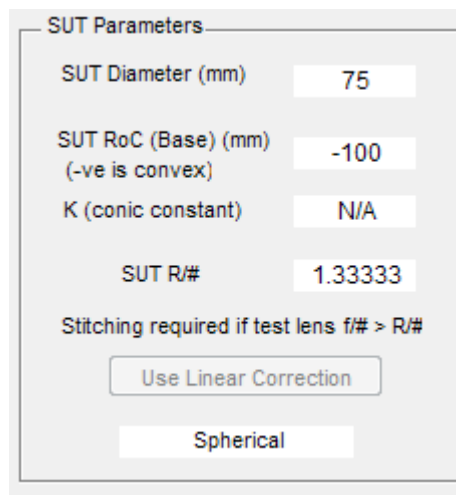 SUT Parameters
SUT Diameter (mm) 75
SUT RoC (Base) (mm) -100
(-ve is convex)
K (conic constant) N/A
SUT R/# 1.33333
Stitching required if test lens f/# > R/#
Use Linear Correction
Spherical